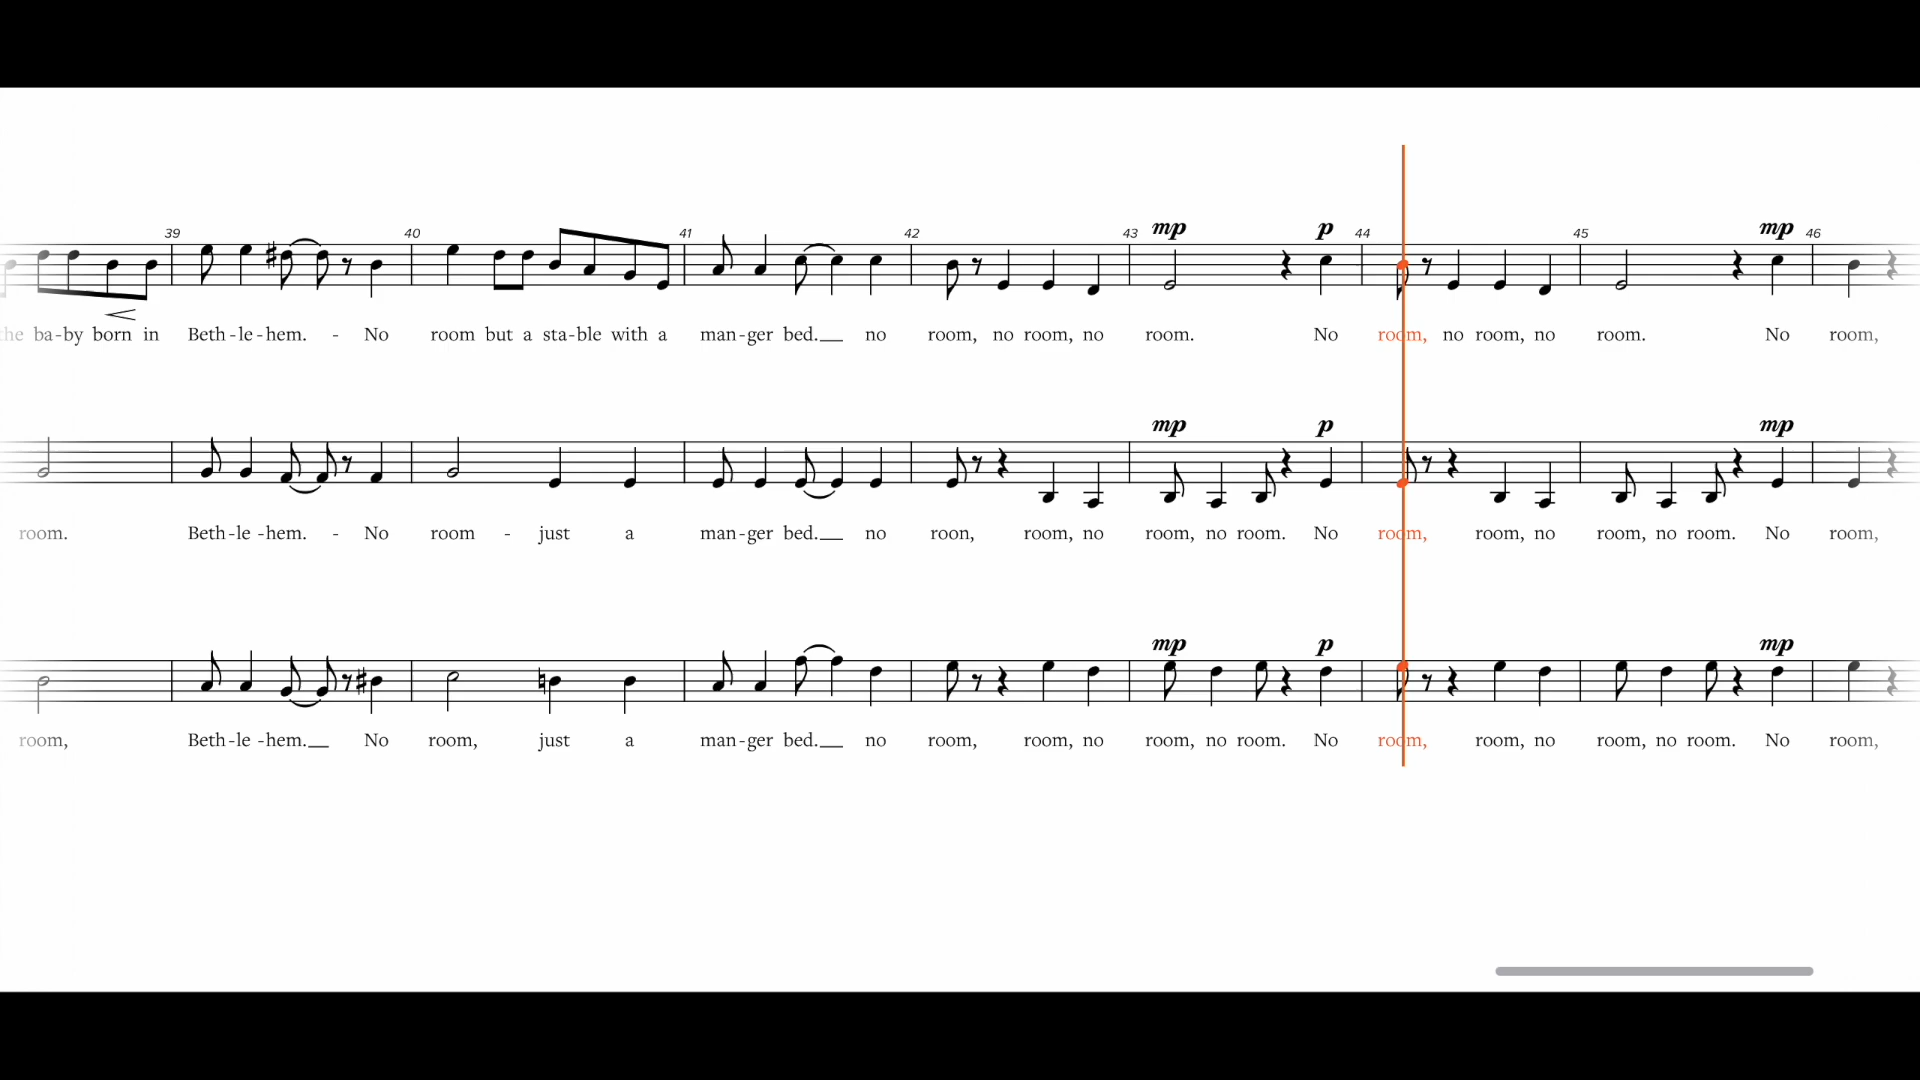 39 40 41 42 43 44 45 46
mp p mp
the ba-by born in Beth-le-hem. - No room but a sta-ble with a man-ger bed.__ no room, no room, no room. No room, no room, no room. No room,
mp p mp
room. Beth-le-hem. - No room - just a man-ger bed.__ no roon, room, no room, no room. No room, room, no room, no room. No room,
mp p mp
room, Beth-le-hem.__ No room, just a man-ger bed.__ no room, room, no room, no room. No room, room, no room, no room. No room,